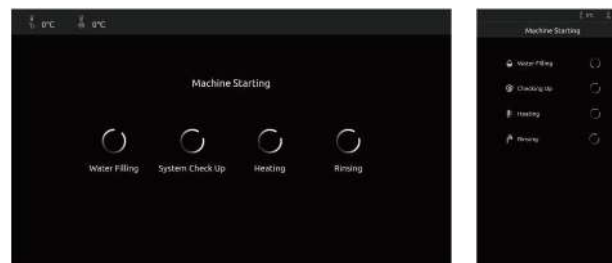 0°C 0°C
Machine Starting
Water Filling System Check Up Heating Rinsing
Machine Starting
Water Filling
Checking Up
Heating
Rinsing